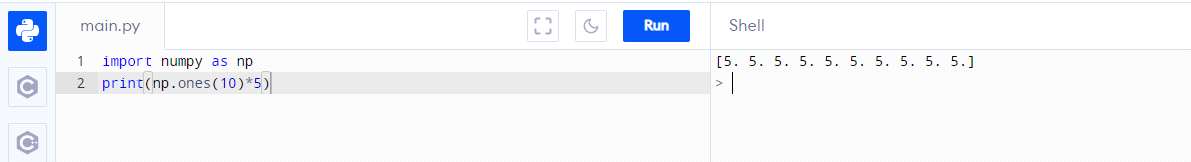 main.py
Run
Shell
1 import numpy as np
2 print(np.ones(10)*5)
[5. 5. 5. 5. 5. 5. 5. 5. 5. 5.]
>
C
C++